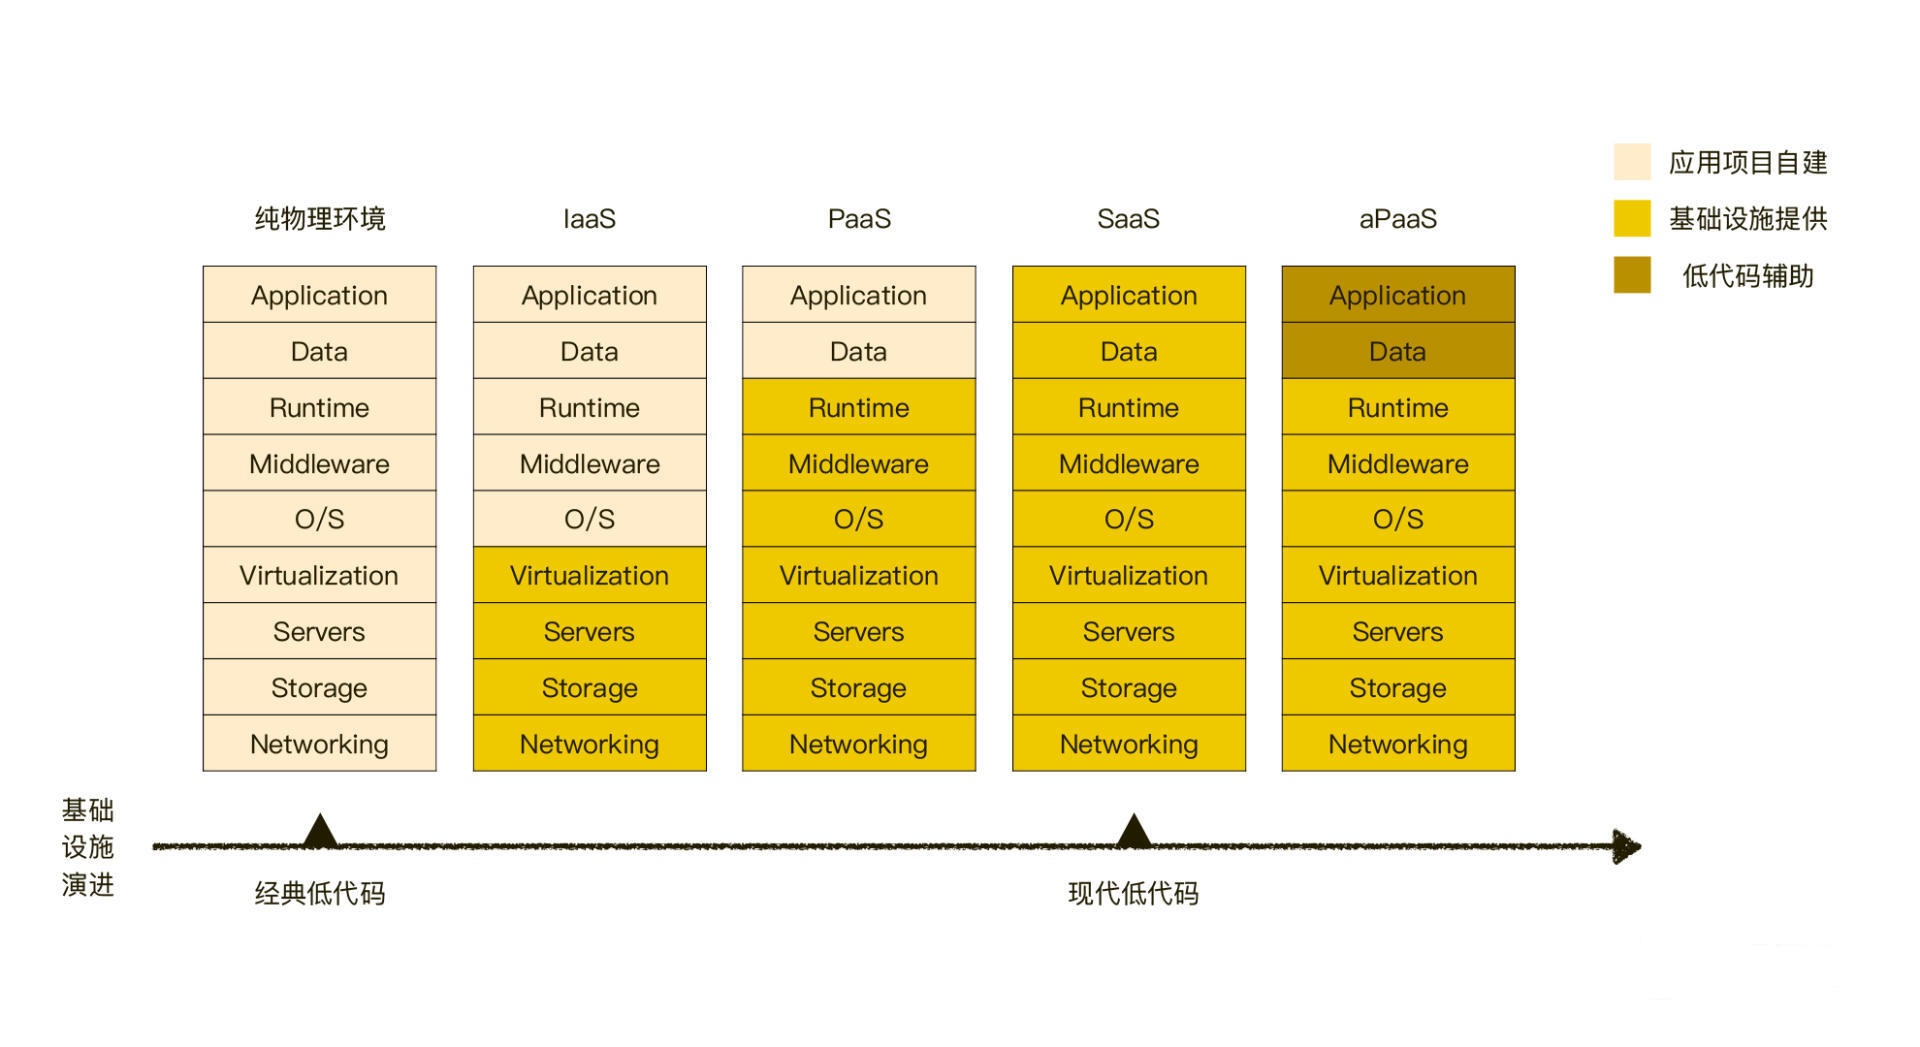 应用项目自建
基础设施提供
低代码辅助
纯物理环境
IaaS
PaaS
SaaS
aPaaS
Application
Application
Application
Application
Application
Data
Data
Data
Data
Data
Runtime
Runtime
Runtime
Runtime
Runtime
Middleware
Middleware
Middleware
Middleware
Middleware
O/S
O/S
O/S
O/S
O/S
Virtualization
Virtualization
Virtualization
Virtualization
Virtualization
Servers
Servers
Servers
Servers
Servers
Storage
Storage
Storage
Storage
Storage
Networking
Networking
Networking
Networking
Networking
基础
设施
演进
经典低代码
现代低代码